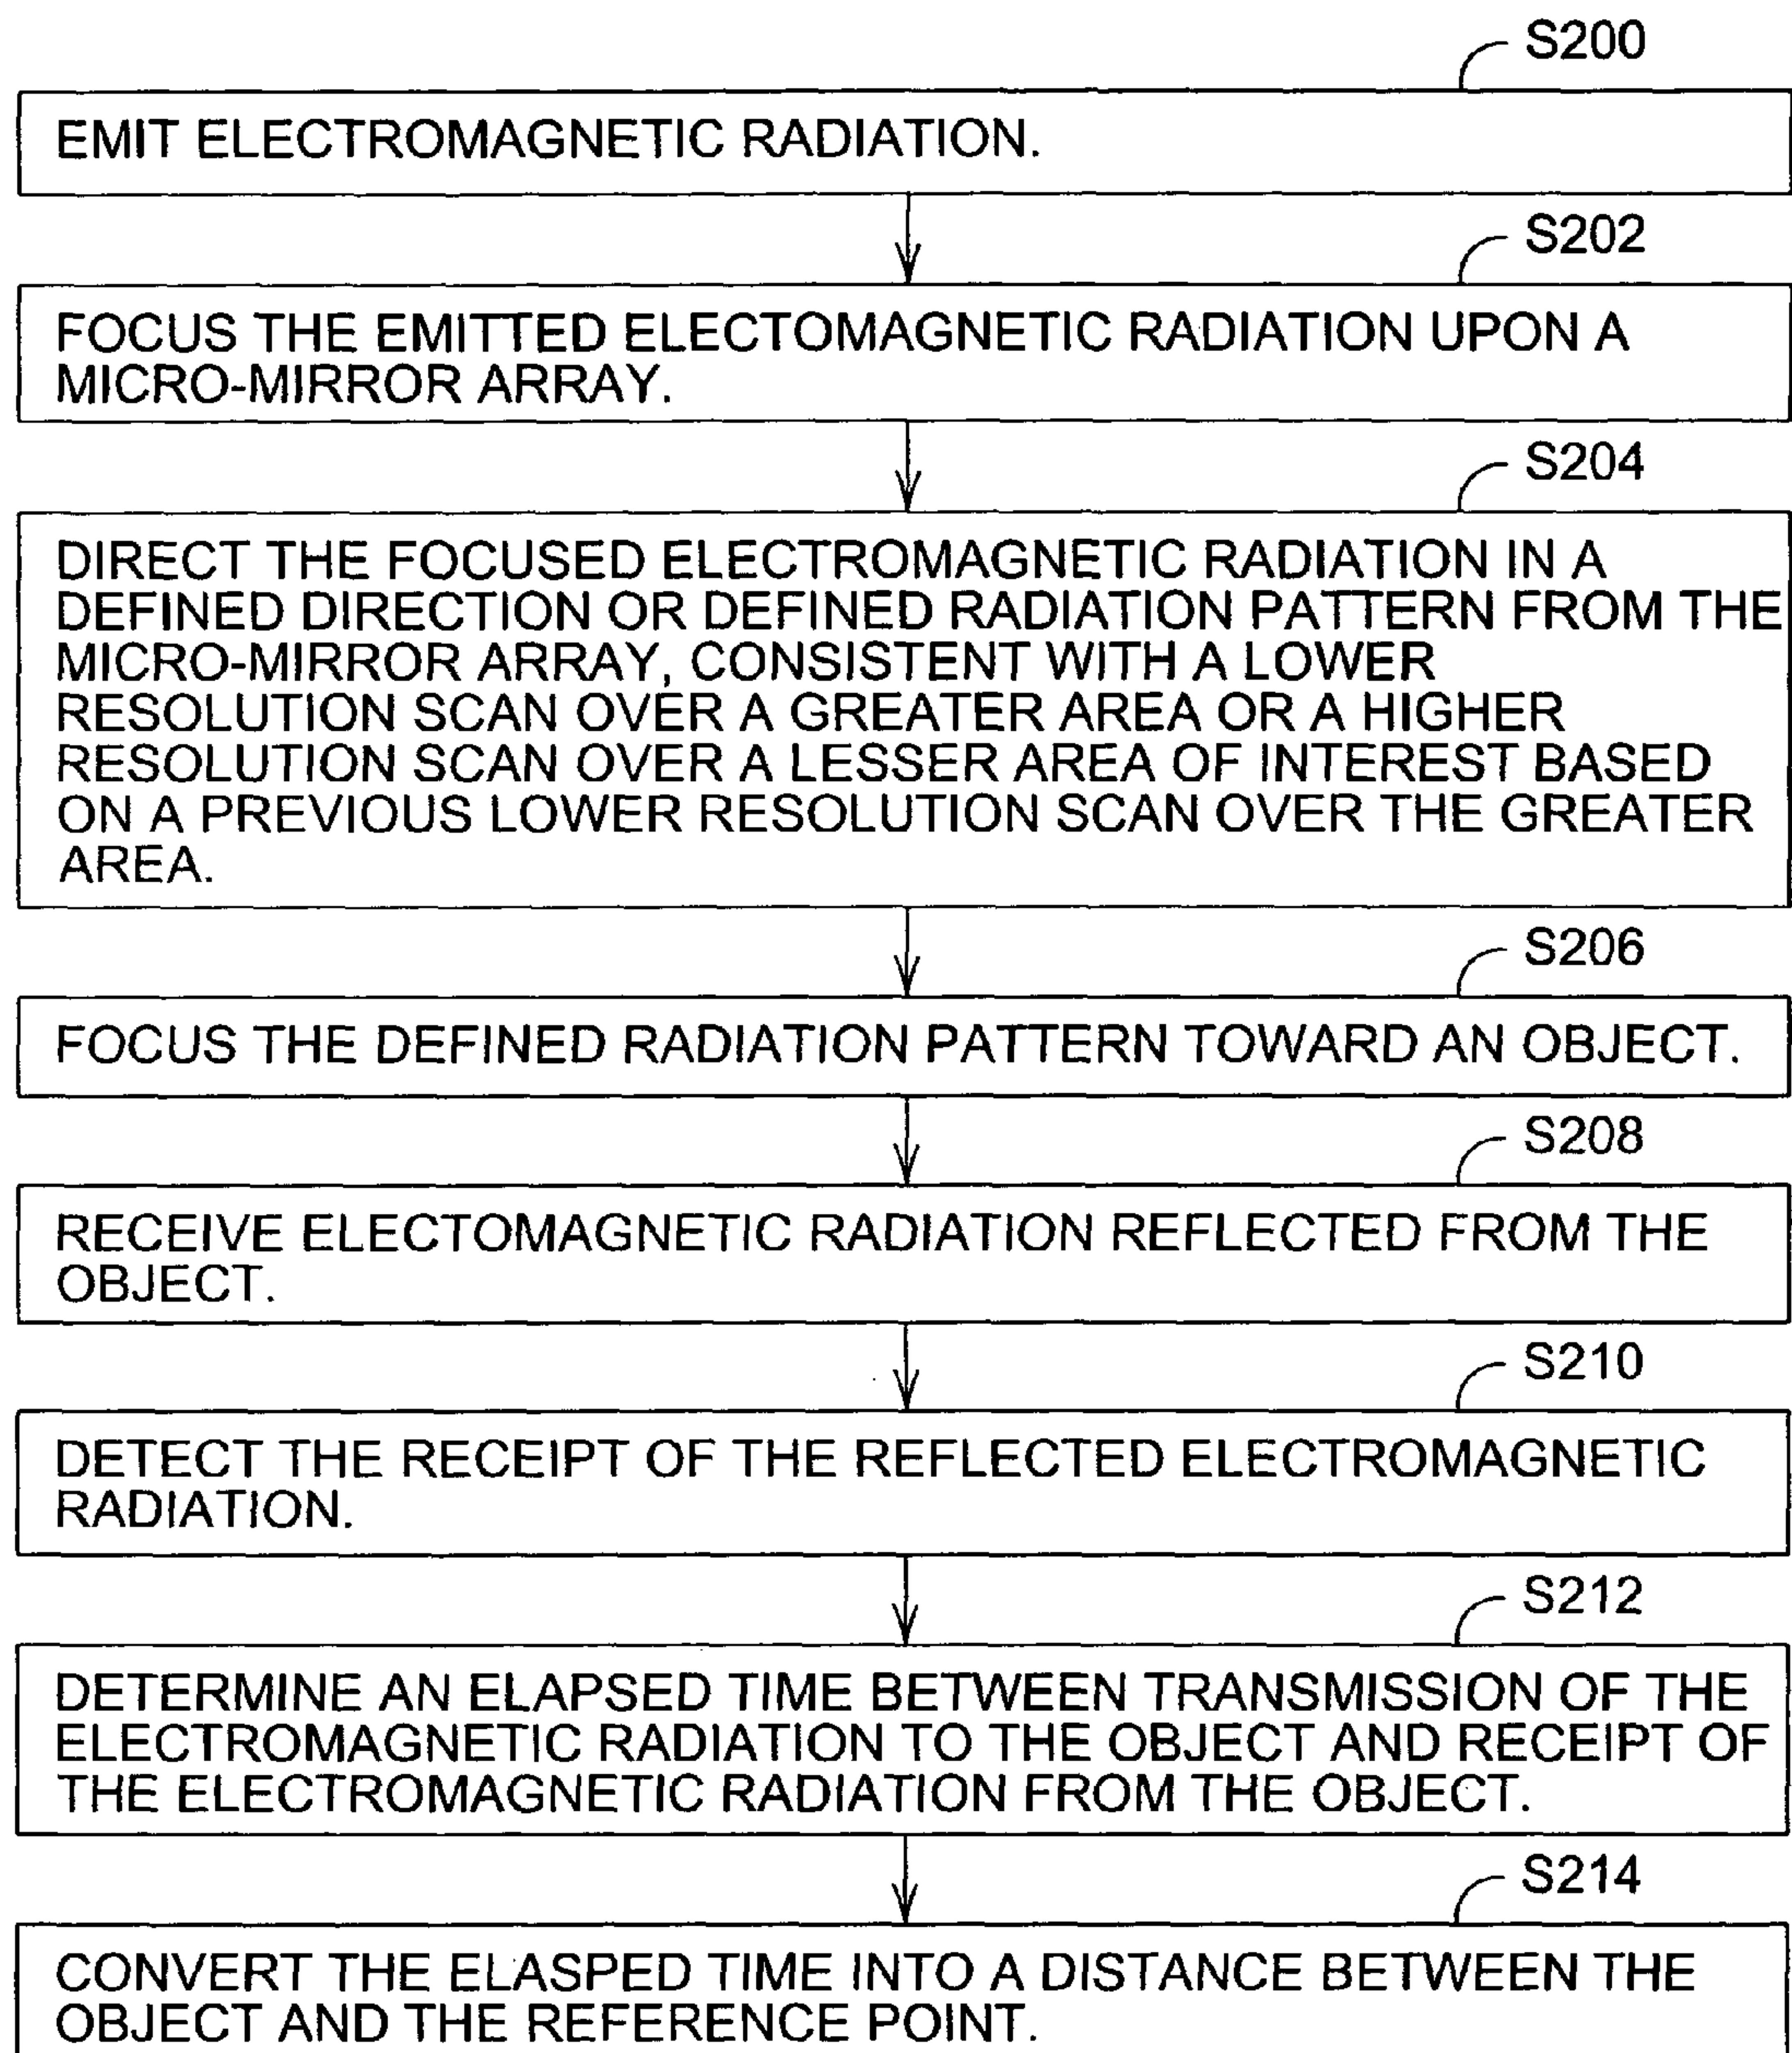 S200
EMIT ELECTROMAGNETIC RADIATION.
S202
FOCUS THE EMITTED ELECTOMAGNETIC RADIATION UPON A
MICRO-MIRROR ARRAY.
S204
DIRECT THE FOCUSED ELECTROMAGNETIC RADIATION IN A
DEFINED DIRECTION OR DEFINED RADIATION PATTERN FROM THE
MICRO-MIRROR ARRAY, CONSISTENT WITH A LOWER
RESOLUTION SCAN OVER A GREATER AREA OR A HIGHER
RESOLUTION SCAN OVER A LESSER AREA OF INTEREST BASED
ON A PREVIOUS LOWER RESOLUTION SCAN OVER THE GREATER
AREA.
S206
FOCUS THE DEFINED RADIATION PATTERN TOWARD AN OBJECT.
S208
RECEIVE ELECTOMAGNETIC RADIATION REFLECTED FROM THE
OBJECT.
S210
DETECT THE RECEIPT OF THE REFLECTED ELECTROMAGNETIC
RADIATION.
S212
DETERMINE AN ELAPSED TIME BETWEEN TRANSMISSION OF THE
ELECTROMAGNETIC RADIATION TO THE OBJECT AND RECEIPT OF
THE ELECTROMAGNETIC RADIATION FROM THE OBJECT.
S214
CONVERT THE ELASPED TIME INTO A DISTANCE BETWEEN THE
OBJECT AND THE REFERENCE POINT.